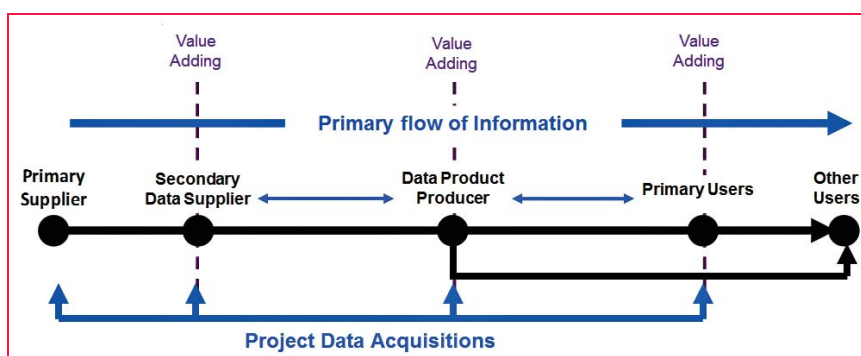 Value
Adding
Value
Adding
Value
Adding
Primary flow of Information
Primary
Supplier
Secondary
Data Supplier
Data Product
Producer
Primary Users
Other
Users
Project Data Acquisitions